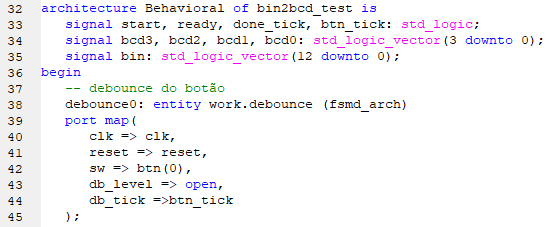 32 architecture Behavioral of bin2bcd_test is
33    signal start, ready, done_tick, btn_tick: std_logic;
34    signal bcd3, bcd2, bcd1, bcd0: std_logic_vector(3 downto 0);
35    signal bin: std_logic_vector(12 downto 0);
36 begin
37    -- debounce do botão
38    debounce0: entity work.debounce (fsmd_arch)
39    port map(
40       clk => clk,
41       reset => reset,
42       sw => btn(0),
43       db_level => open,
44       db_tick =>btn_tick
45    );